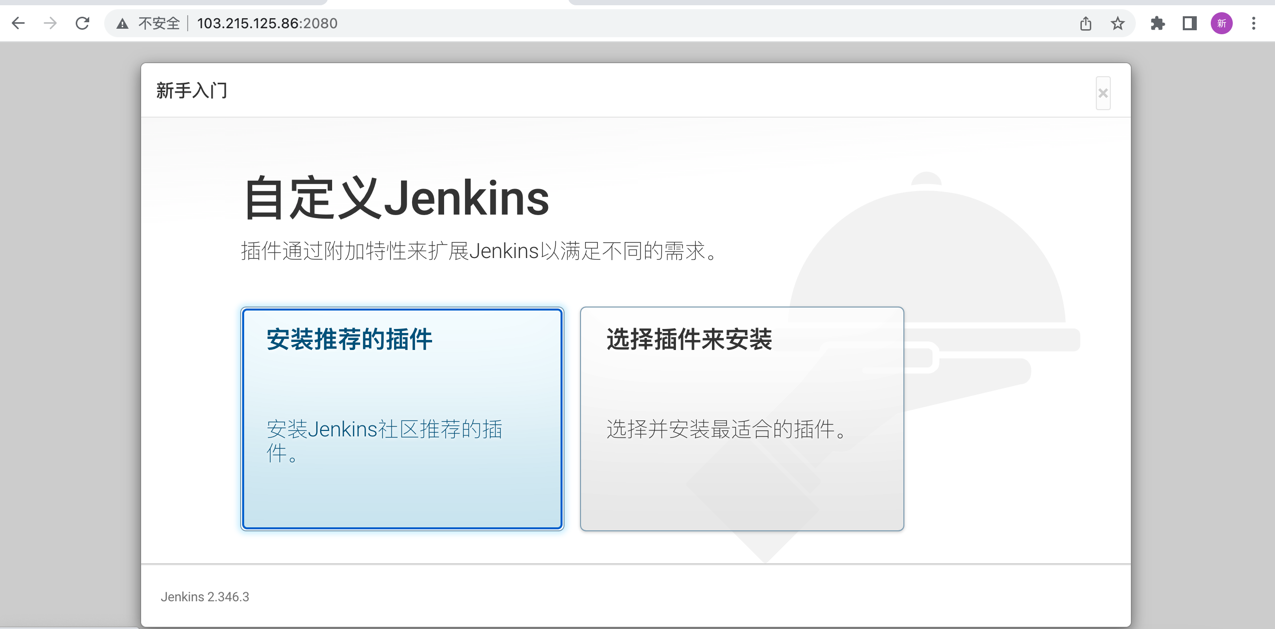 不安全 103.215.125.86:2080
新
新手入门
×
自定义Jenkins
插件通过附加特性来扩展Jenkins以满足不同的需求。
安装推荐的插件
安装Jenkins社区推荐的插
件。
选择插件来安装
选择并安装最适合的插件。
Jenkins 2.346.3